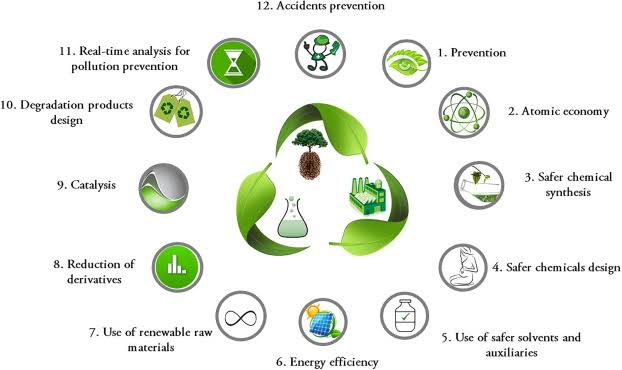 12. Accidents prevention
1. Prevention
2. Atomic economy
3. Safer chemical
synthesis
4. Safer chemicals design
5. Use of safer solvents and
auxiliaries
6. Energy efficiency
7. Use of renewable raw
materials
8. Reduction of
derivatives
9. Catalysis
10. Degradation products
design
11. Real-time analysis for
pollution prevention